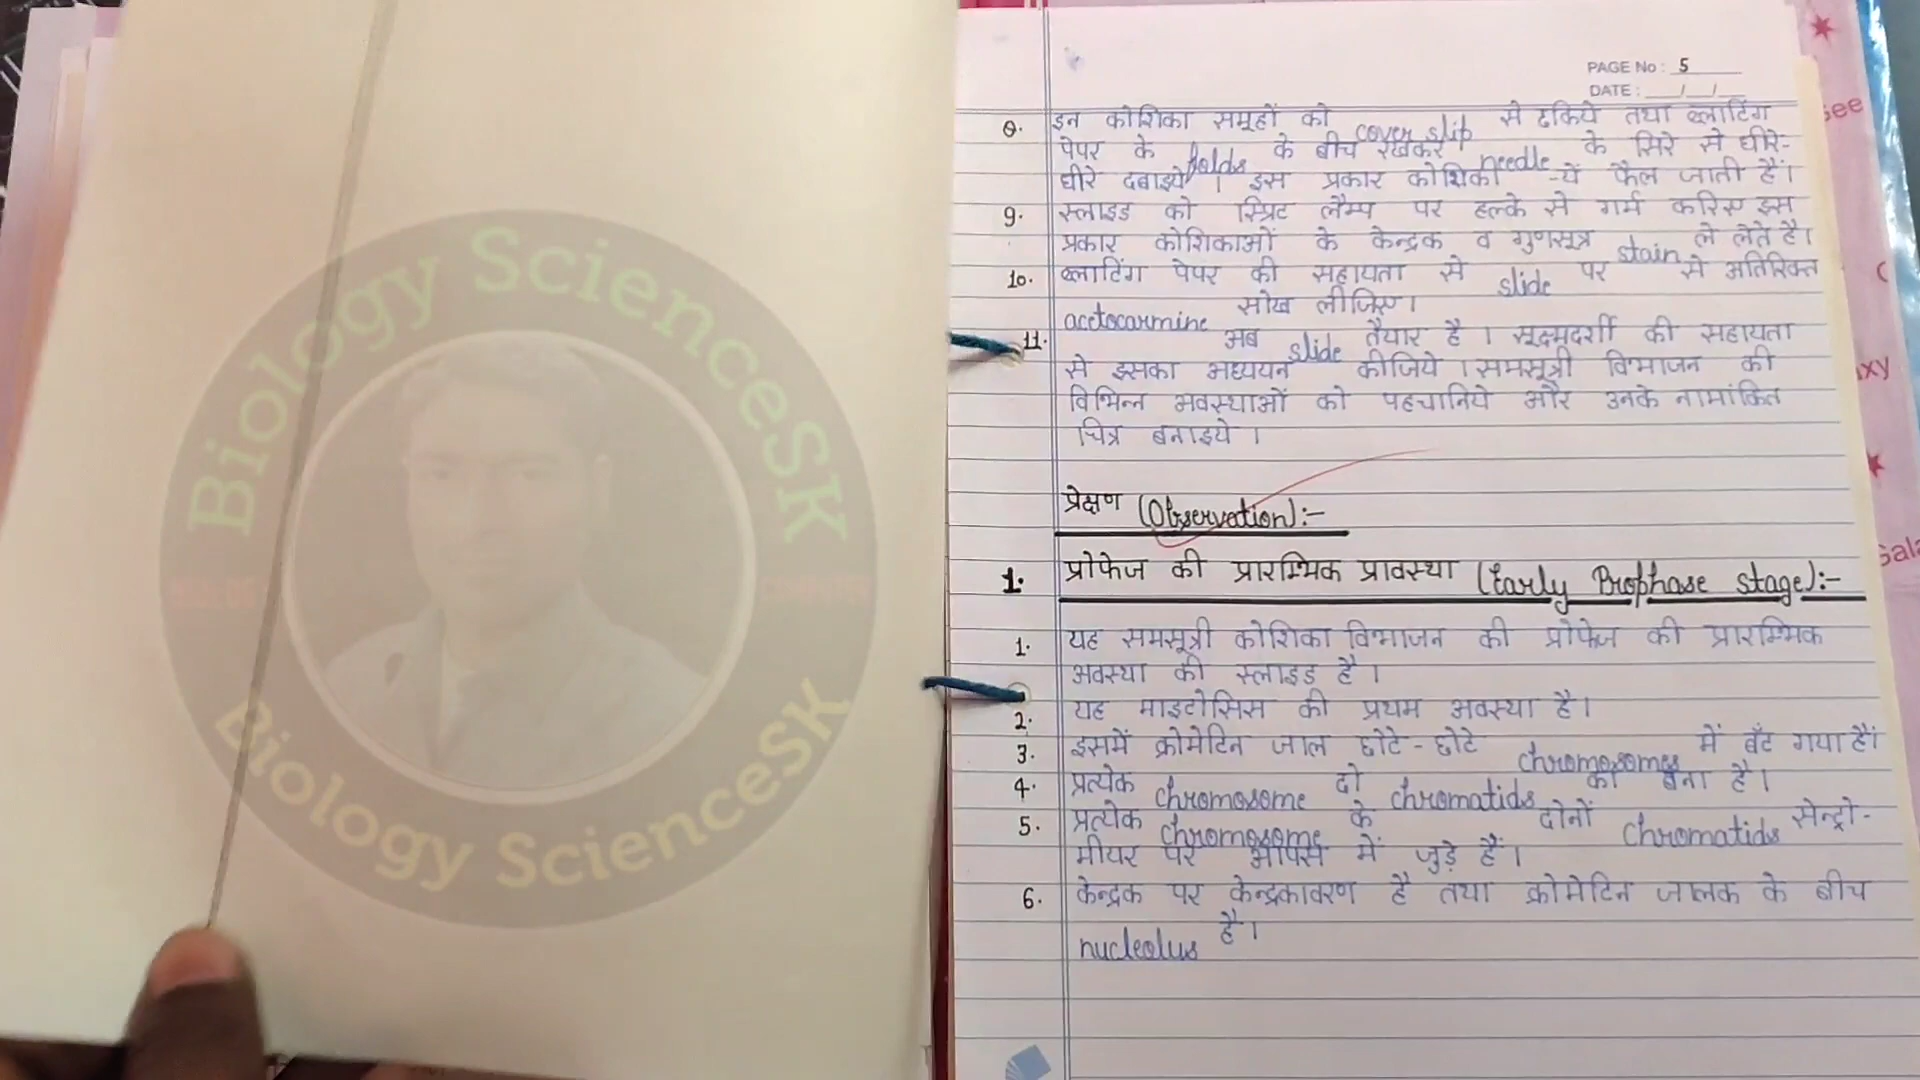 Biology ScienceSK
Biology ScienceSK
PAGE No: 5
DATE: / /
8. इन कोशिका समूहों को cover slip से ढकिये तथा ब्लाटिंग
पेपर के folds के बीच रखकर needle के सिरे से धीरे-
धीरे दबाइये । इस प्रकार कोशिका -यें फैल जाती हैं।
9. स्लाइड को स्प्रिट लैम्प पर हल्के से गर्म करिए इस
प्रकार कोशिकाओं के केन्द्रक व गुणसूत्र stain ले लेते है।
10. ब्लाटिंग पेपर की सहायता से slide पर से अतिरिक्त
acetocarmine सोख लीजिए।
11. अब slide तैयार है । सूक्ष्मदर्शी की सहायता
से इसका अध्ययन कीजिये । समसूत्री विभाजन की
विभिन्न अवस्थाओं को पहचानिये और उनके नामांकित
चित्र बनाइये ।
प्रेक्षण (Observation):-
1. प्रोफेज की प्रारम्भिक प्रावस्था (Early Prophase stage):-
1. यह समसूत्री कोशिका विभाजन की प्रोफेज की प्रारम्भिक
अवस्था की स्लाइड है ।
2. यह माइटोसिस की प्रथम अवस्था है।
3. इसमें क्रोमेटिन जाल छोटे-छोटे chromosomes में बँट गया है।
4. प्रत्येक chromosome दो chromatids का बना है।
5. प्रत्येक chromosome के दोनों chromatids सेन्ट्रो-
मीयर पर आपस में जुड़े हैं ।
6. केन्द्रक पर केन्द्रकावरण है तथा क्रोमेटिन जालक के बीच
nucleolus है।